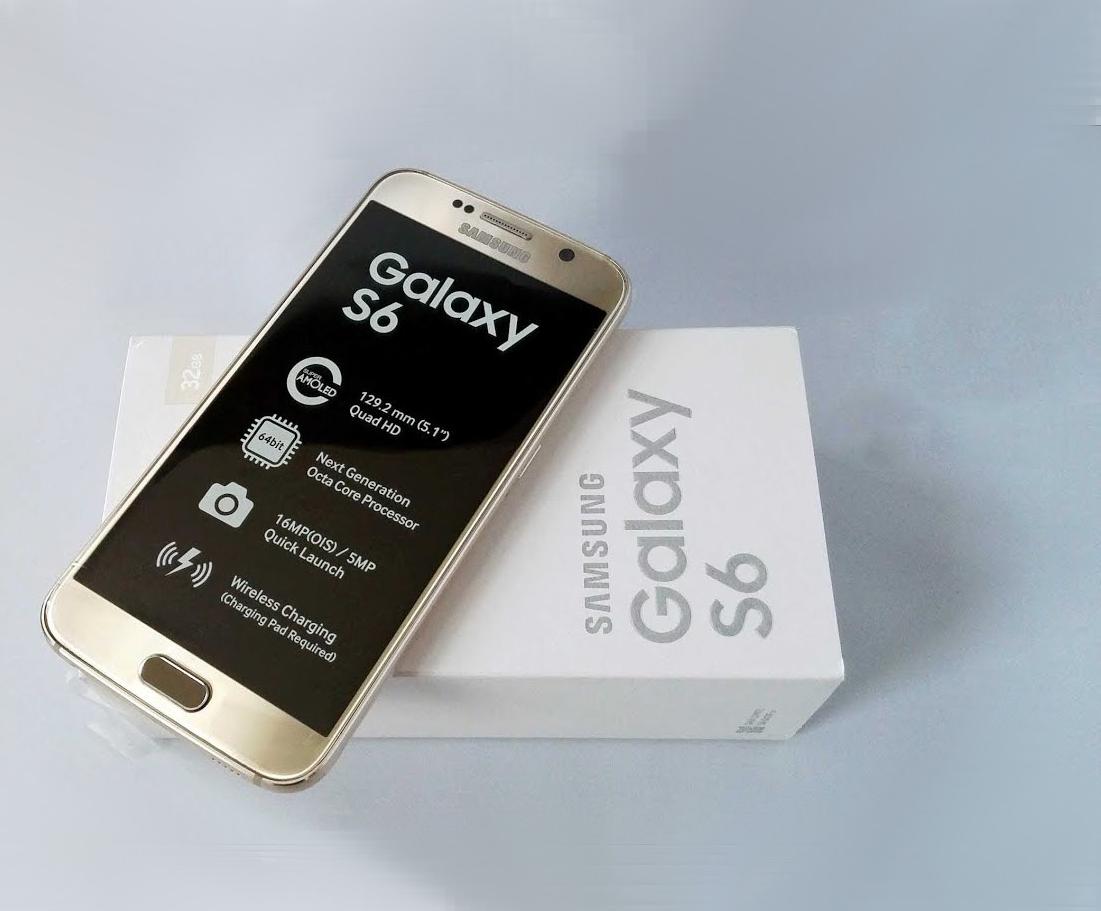 SAMSUNG
Galaxy
S6
SUPER
AMOLED
129.2 mm (5.1”)
Quad HD
64bit
Next Generation
Octa Core Processor
16MP(OIS) / 5MP
Quick Launch
Wireless Charging
(Charging Pad Required)
32GB
SAMSUNG
Galaxy
S6